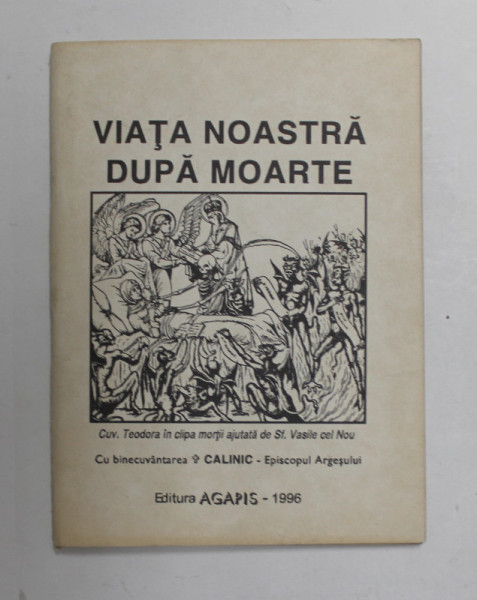 VIAŢA NOASTRĂ
DUPĂ MOARTE
Cuv. Teodora în clipa morţii ajutată de Sf. Vasile cel Nou
Cu binecuvântarea ✞ CALINIC - Episcopul Argeşului
Editura AGAPIS - 1996